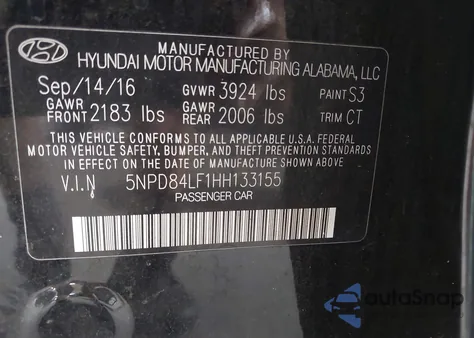 MANUFACTURED BY
HYUNDAI MOTOR MANUFACTURING ALABAMA, LLC
Sep/14/16 GVWR 3924 lbs PAINT S3
GAWR FRONT 2183 lbs GAWR REAR 2006 lbs TRIM CT
THIS VEHICLE CONFORMS TO ALL APPLICABLE U.S.A. FEDERAL
MOTOR VEHICLE SAFETY, BUMPER, AND THEFT PREVENTION STANDARDS
IN EFFECT ON THE DATE OF MANUFACTURE SHOWN ABOVE.
V.I.N 5NPD84LF1HH133155
PASSENGER CAR
autoSnap